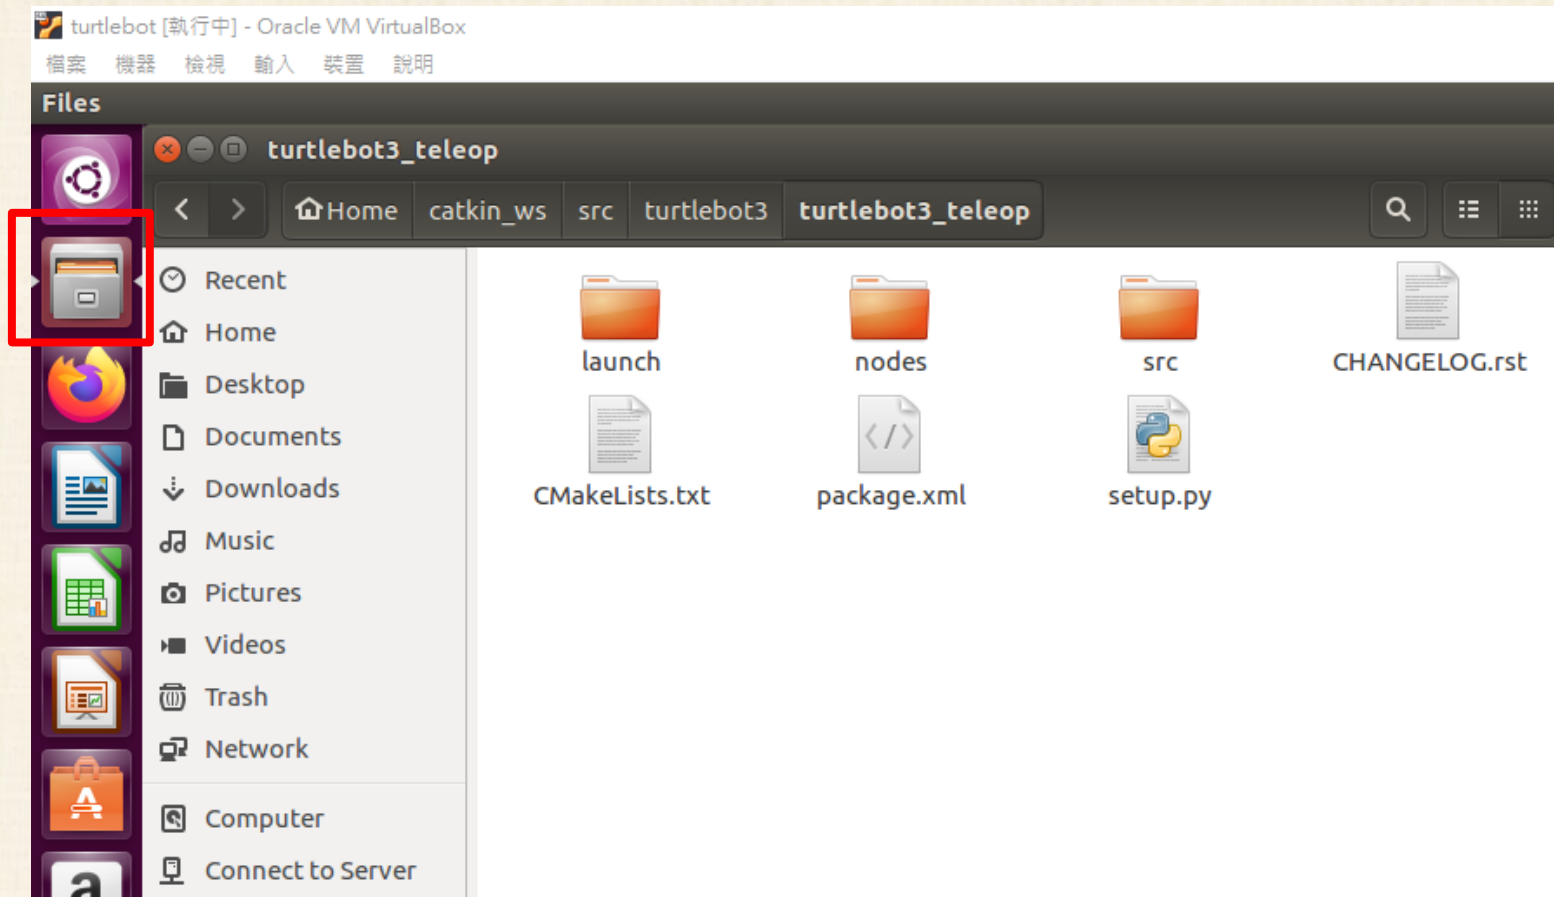 turtlebot [執行中] - Oracle VM VirtualBox
檔案 機器 檢視 輸入 裝置 說明
Files
turtlebot3_teleop
Home catkin_ws src turtlebot3 turtlebot3_teleop
Recent
Home
Desktop
Documents
Downloads
Music
Pictures
Videos
Trash
Network
Computer
Connect to Server
launch nodes src CHANGELOG.rst
CMakeLists.txt package.xml setup.py